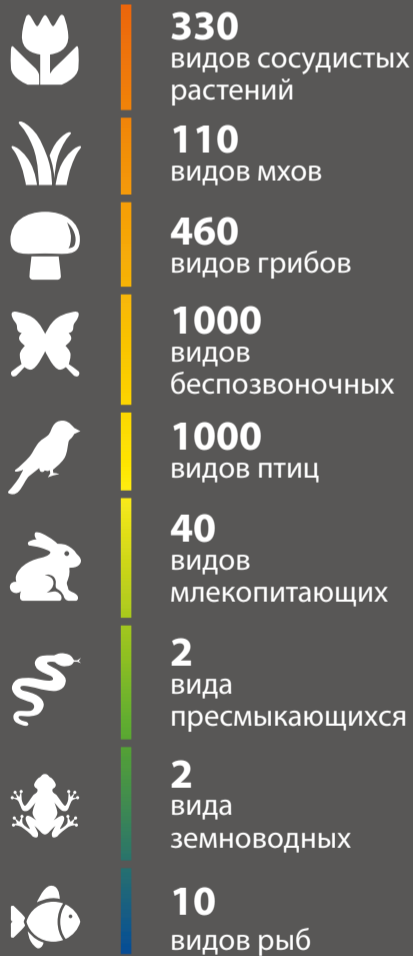 330
видов сосудистых
растений
110
видов мхов
460
видов грибов
1000
видов
беспозвоночных
1000
видов птиц
40
видов
млекопитающих
2
вида
пресмыкающихся
2
вида
земноводных
10
видов рыб